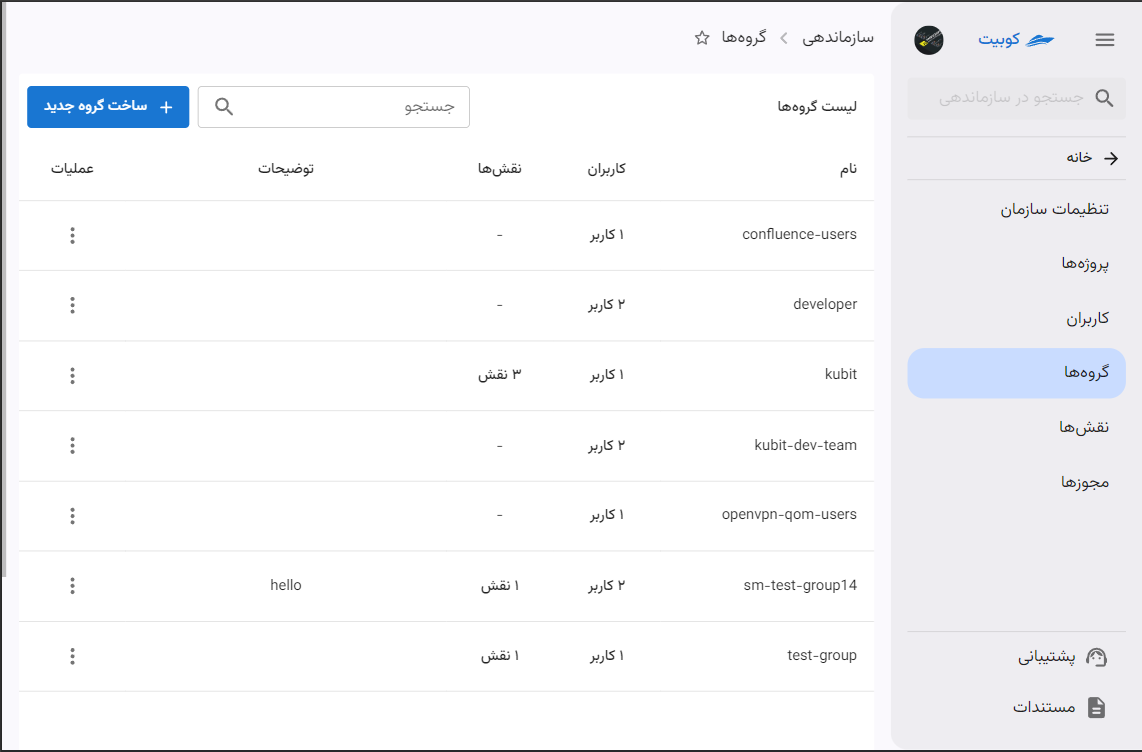 کوبیت
جستجو در سازماندهی
خانه
تنظیمات سازمان
پروژه‌ها
کاربران
گروه‌ها
نقش‌ها
مجوزها
پشتیبانی
مستندات
سازماندهی
گروه‌ها
لیست گروه‌ها
جستجو
ساخت گروه جدید +
نام کاربران نقش‌ها توضیحات عملیات
confluence-users ۱ کاربر -
developer ۲ کاربر -
kubit ۱ کاربر ۳ نقش
kubit-dev-team ۲ کاربر -
openvpn-qom-users ۱ کاربر -
sm-test-group14 ۲ کاربر ۱ نقش hello
test-group ۱ کاربر ۱ نقش